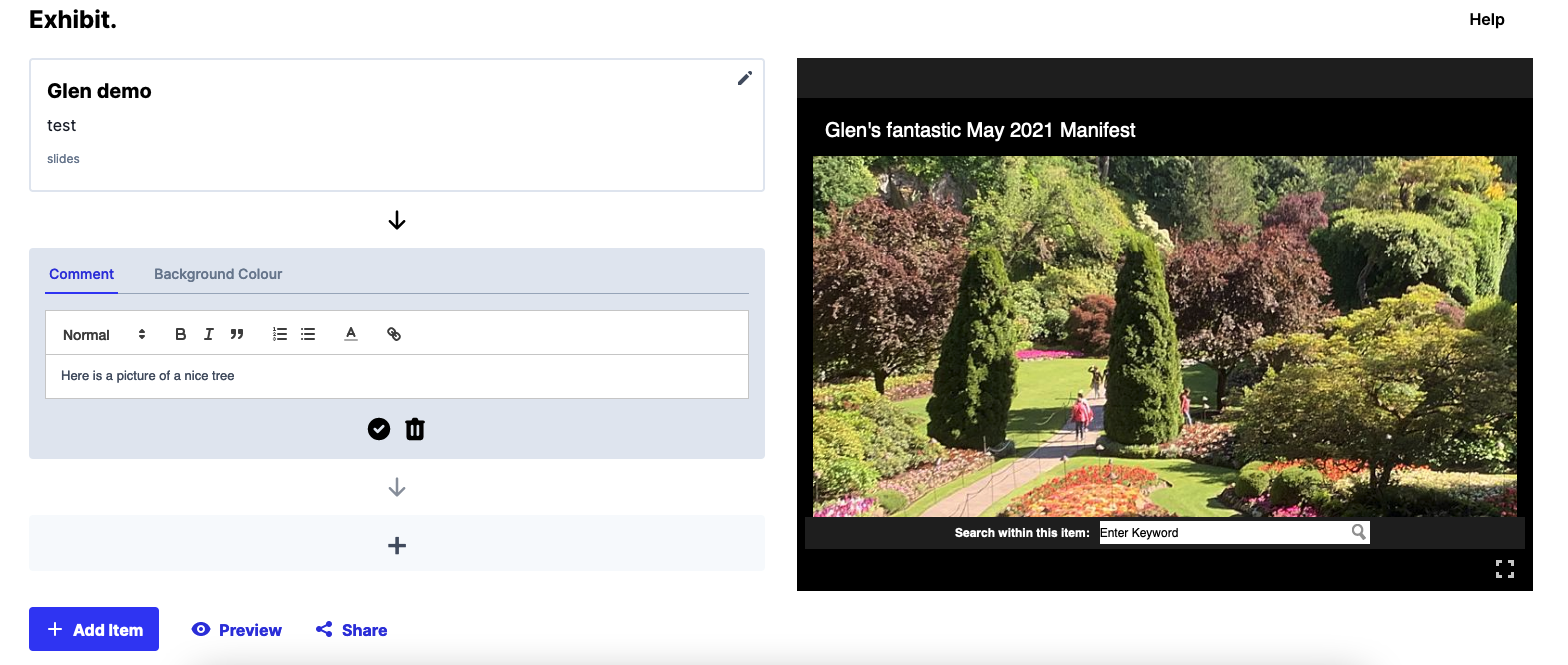 Exhibit.
Help
Glen demo
test
slides
Comment Background Colour
Normal
Here is a picture of a nice tree
Add Item Preview Share
Glen's fantastic May 2021 Manifest
Search within this item: Enter Keyword